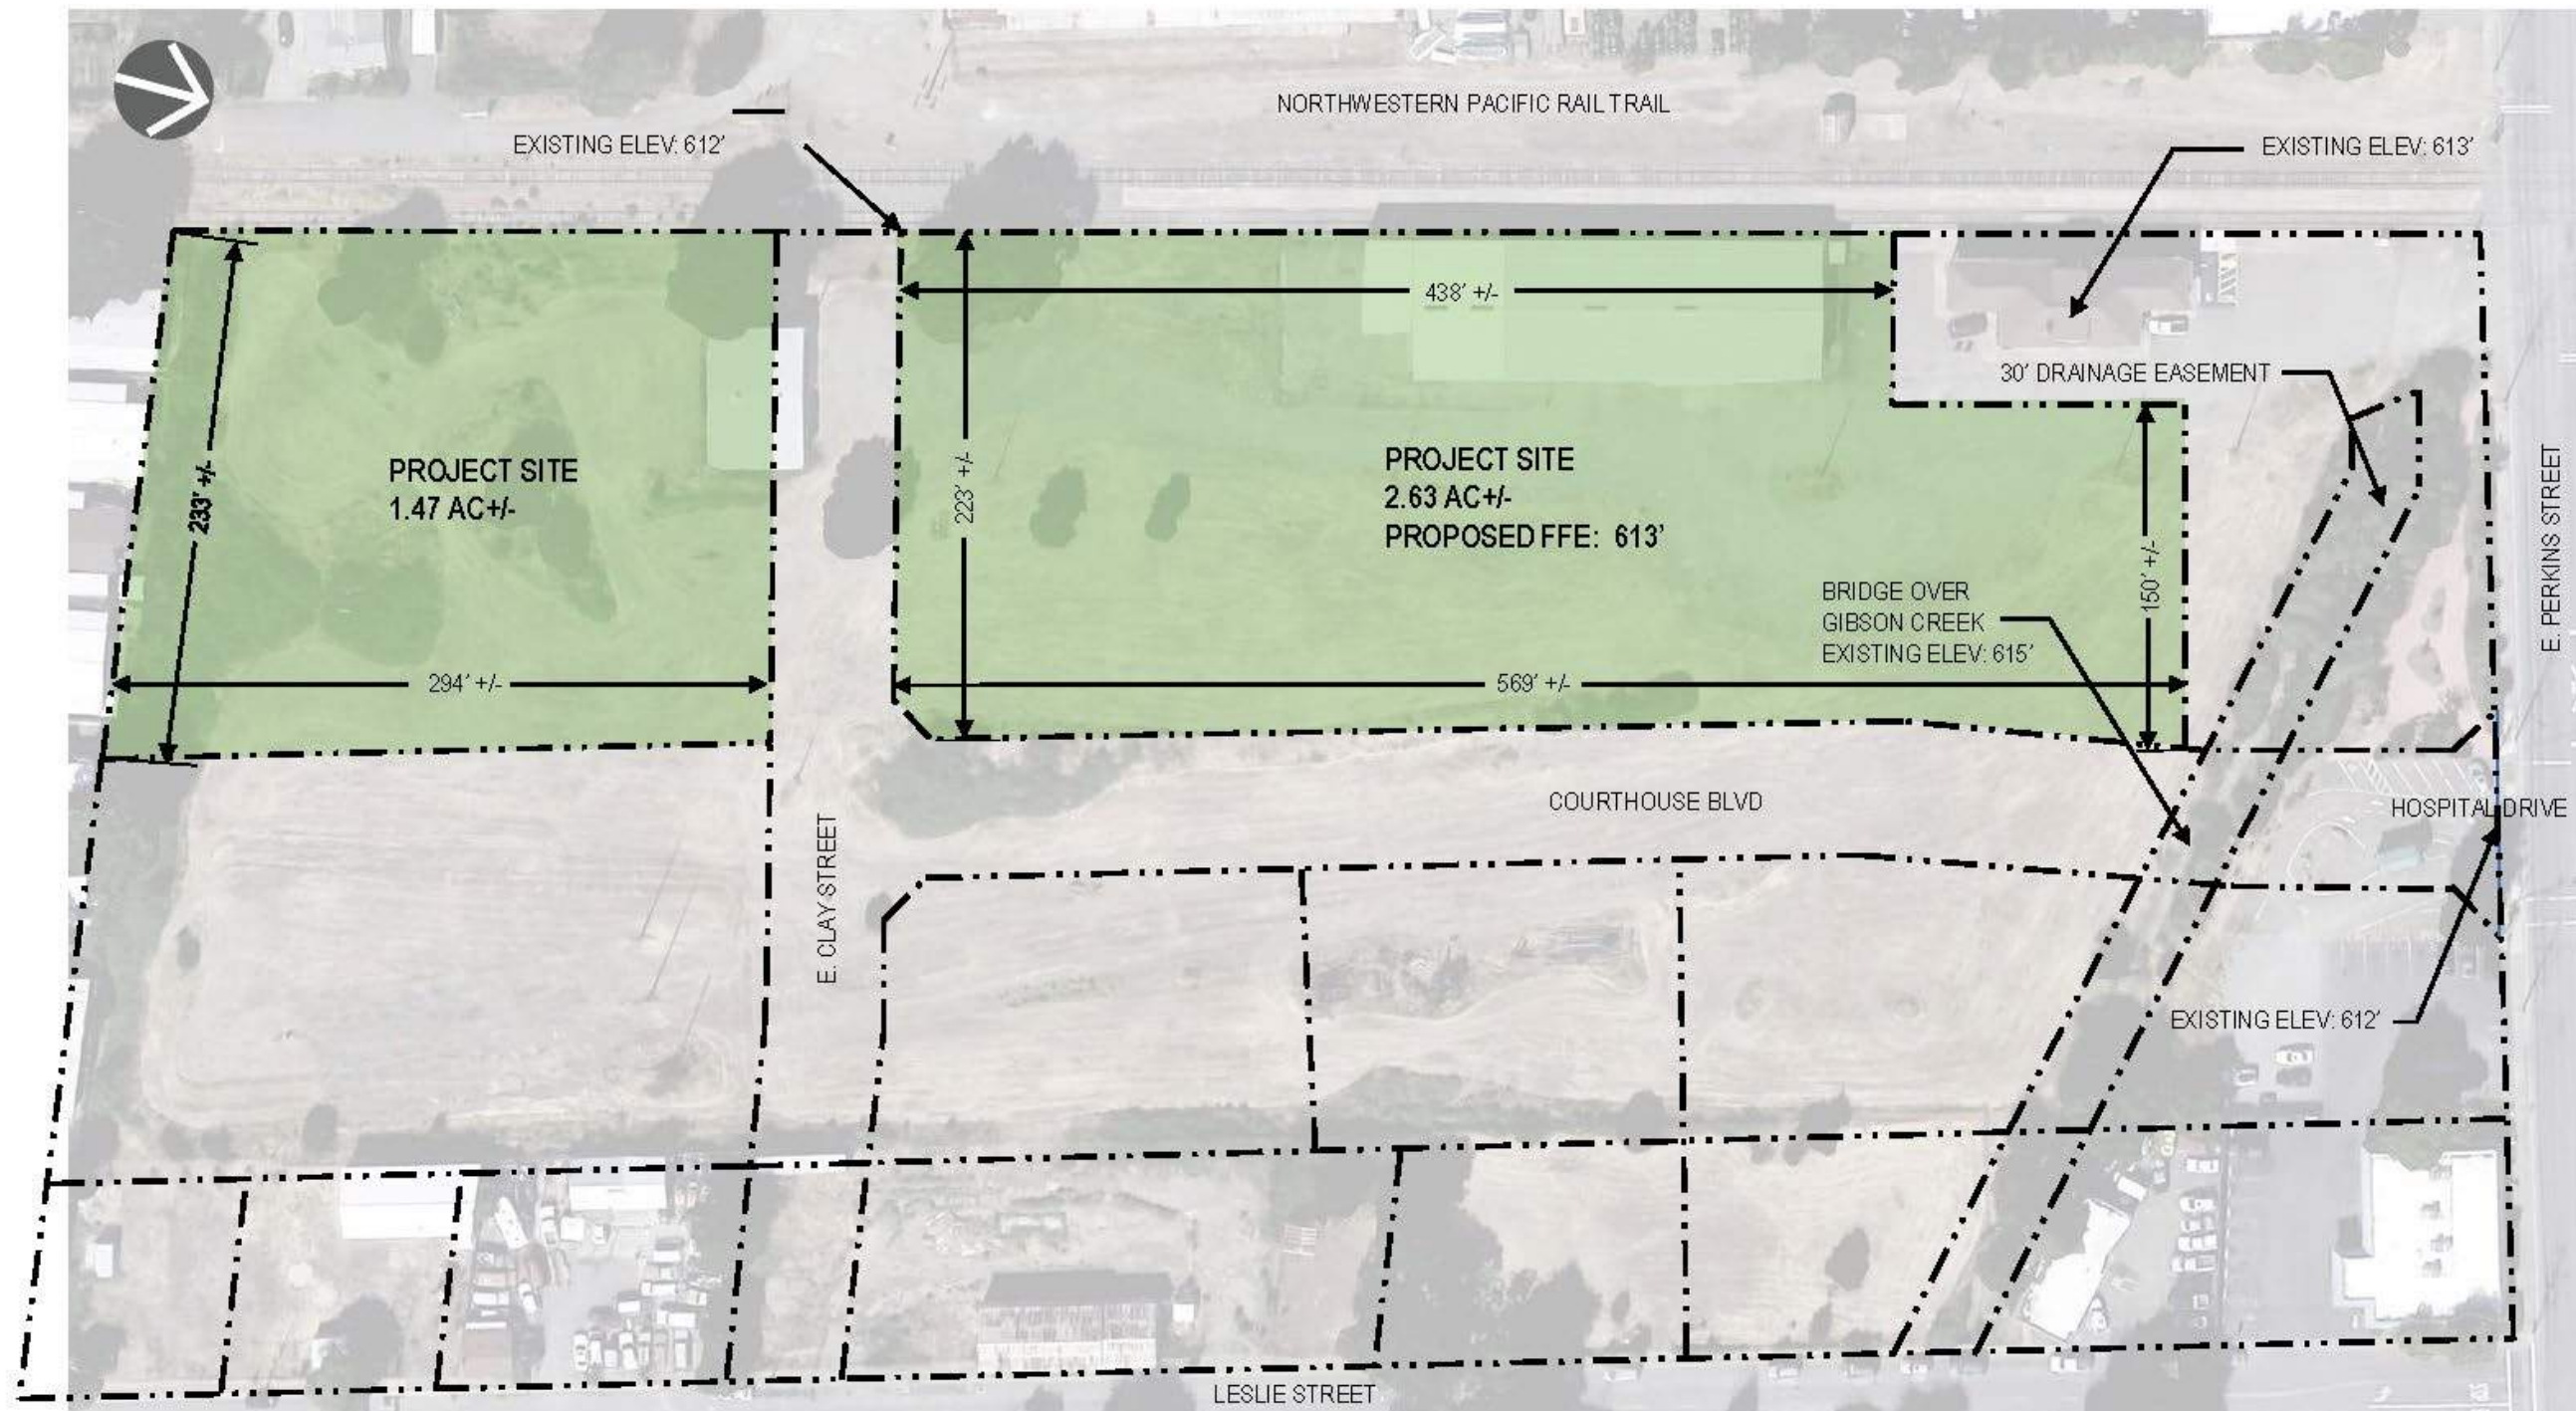 NORTHWESTERN PACIFIC RAIL TRAIL
EXISTING ELEV: 612'
EXISTING ELEV: 613'
438' +/-
30' DRAINAGE EASEMENT
PROJECT SITE
1.47 AC+/-
233' +/-
223' +/-
PROJECT SITE
2.63 AC+/-
PROPOSED FFE: 613'
150' +/-
E. PERKINS STREET
BRIDGE OVER
GIBSON CREEK
EXISTING ELEV: 615'
294' +/-
569' +/-
COURTHOUSE BLVD
HOSPITAL DRIVE
E. CLAY STREET
EXISTING ELEV: 612'
LESLIE STREET